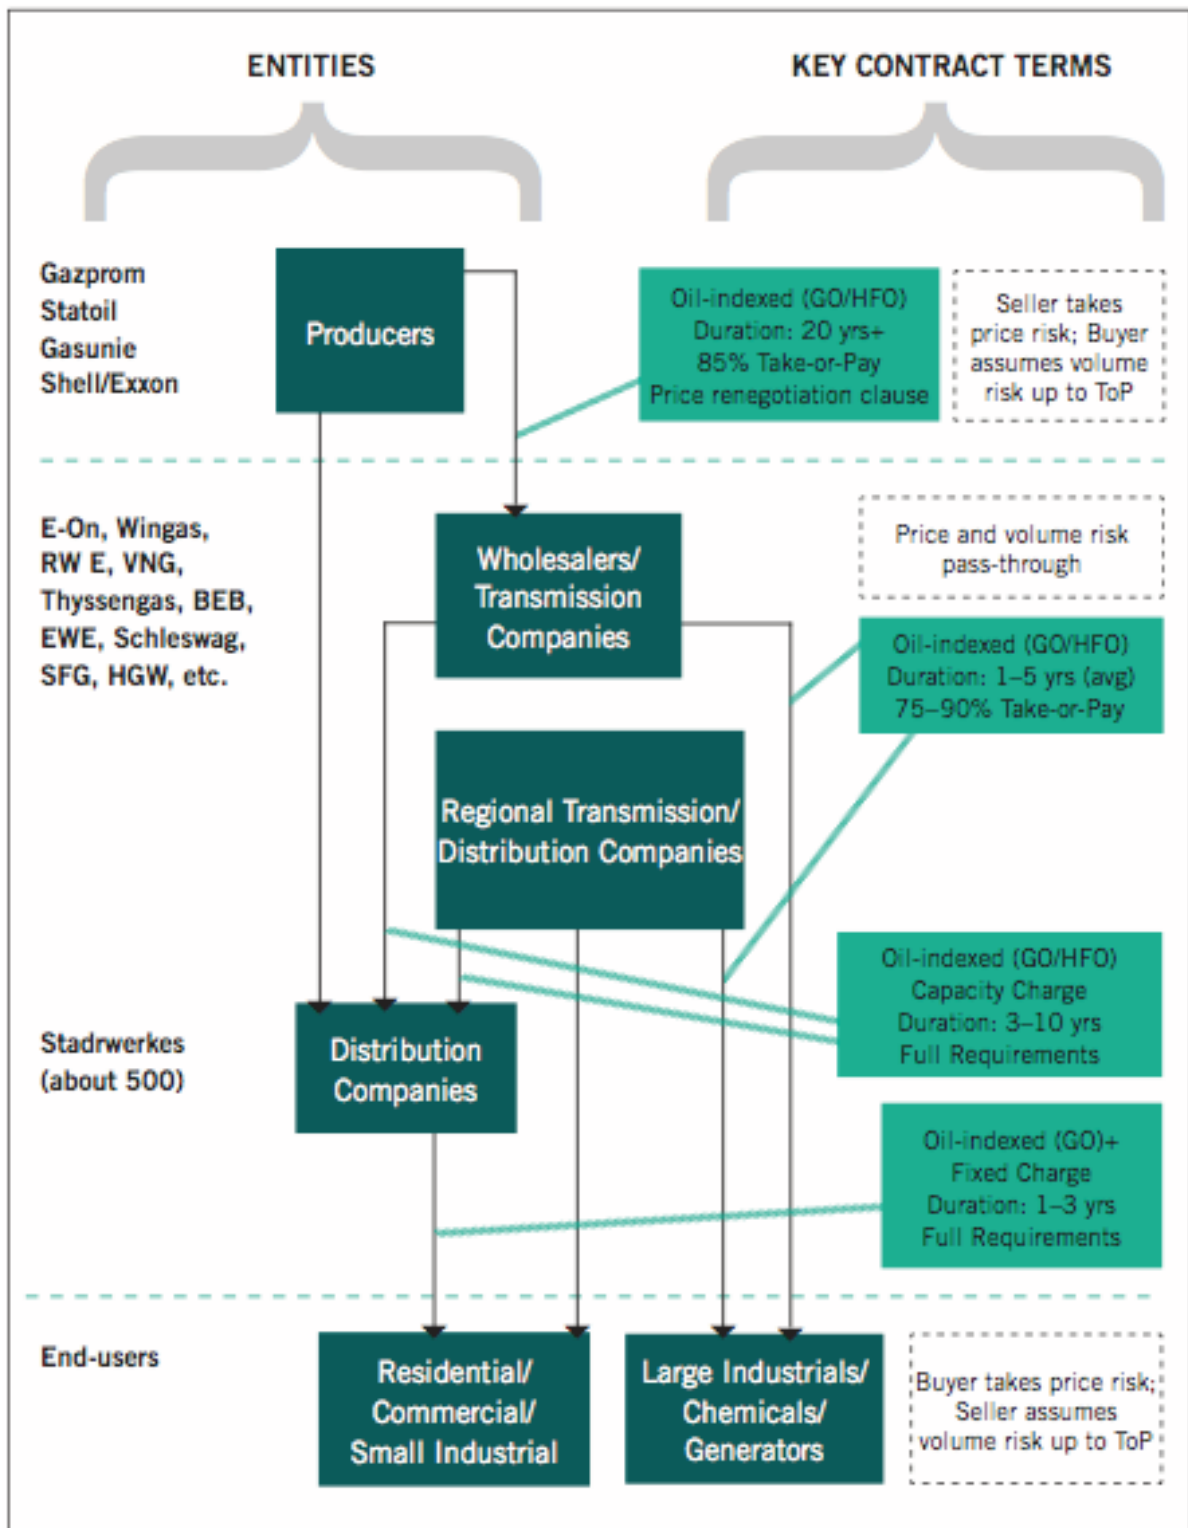 ENTITIES
KEY CONTRACT TERMS
Gazprom
Statoil
Gasunie
Shell/Exxon
Producers
Oil-indexed (GO/HFO)
Duration: 20 yrs+
85% Take-or-Pay
Price renegotiation clause
Seller takes
price risk; Buyer
assumes volume
risk up to ToP
E-On, Wingas,
RW E, VNG,
Thyssengas, BEB,
EWE, Schleswag,
SFG, HGW, etc.
Wholesalers/
Transmission
Companies
Price and volume risk
pass-through
Oil-indexed (GO/HFO)
Duration: 1–5 yrs (avg)
75–90% Take-or-Pay
Regional Transmission/
Distribution Companies
Oil-indexed (GO/HFO)
Capacity Charge
Duration: 3–10 yrs
Full Requirements
Stadrwerkes
(about 500)
Distribution
Companies
Oil-indexed (GO)+
Fixed Charge
Duration: 1–3 yrs
Full Requirements
End-users
Residential/
Commercial/
Small Industrial
Large Industrials/
Chemicals/
Generators
Buyer takes price risk;
Seller assumes
volume risk up to ToP